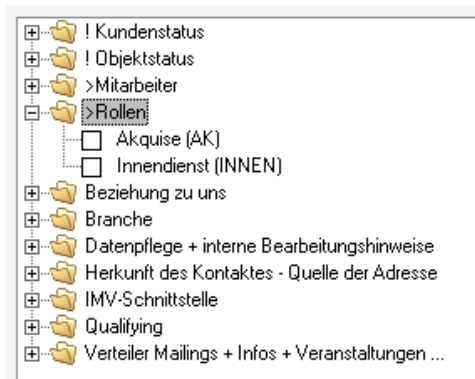 ! Kundenstatus
! Objektstatus
>Mitarbeiter
>Rollen
Akquise (AK)
Innendienst (INNEN)
Beziehung zu uns
Branche
Datenpflege + interne Bearbeitungshinweise
Herkunft des Kontaktes - Quelle der Adresse
IMV-Schnittstelle
Qualifying
Verteiler Mailings + Infos + Veranstaltungen ...